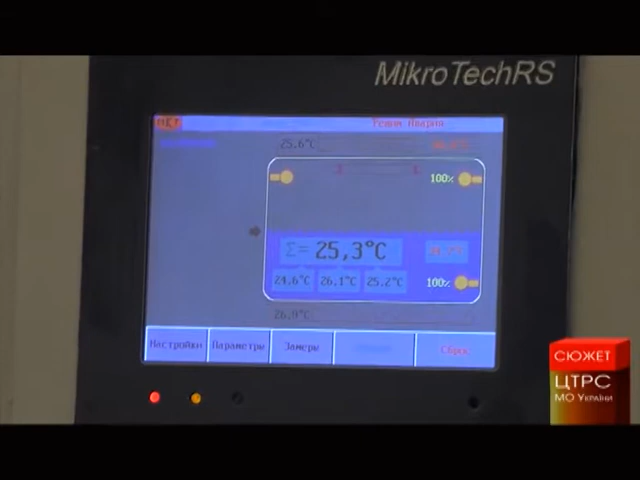 MikroTechRS
Режим Авария
25.6°C
100%
Σ= 25,3°C
24.6°C 26.1°C 25.2°C
100%
26.9°C
Настройки Параметры Замеры Сброс
СЮЖЕТ
ЦТРС
МО України